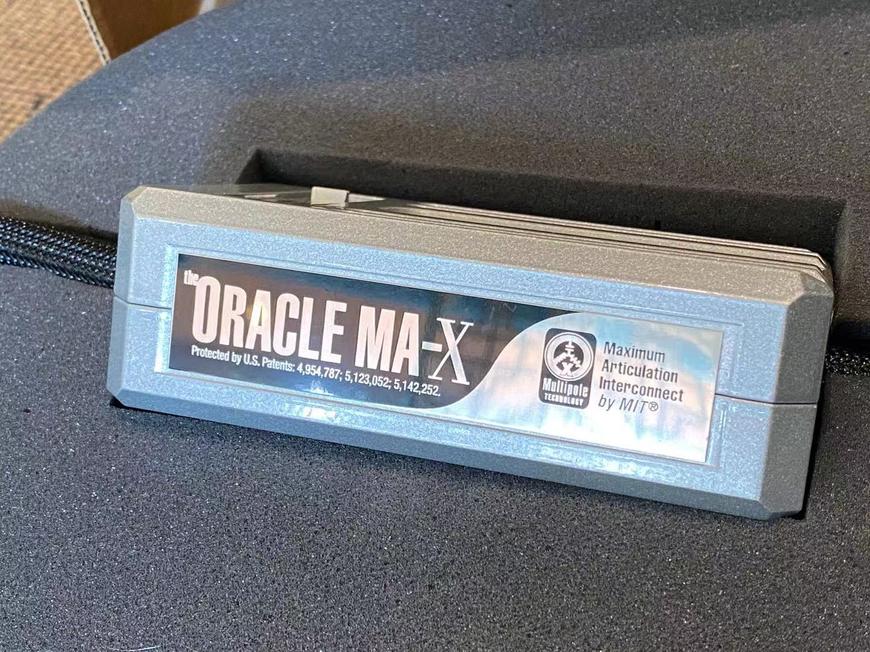 the ORACLE MA-X
Protected by U.S. Patents: 4,954,787; 5,123,052; 5,142,252.
Multipole
TECHNOLOGY
Maximum
Articulation
Interconnect
by MIT®